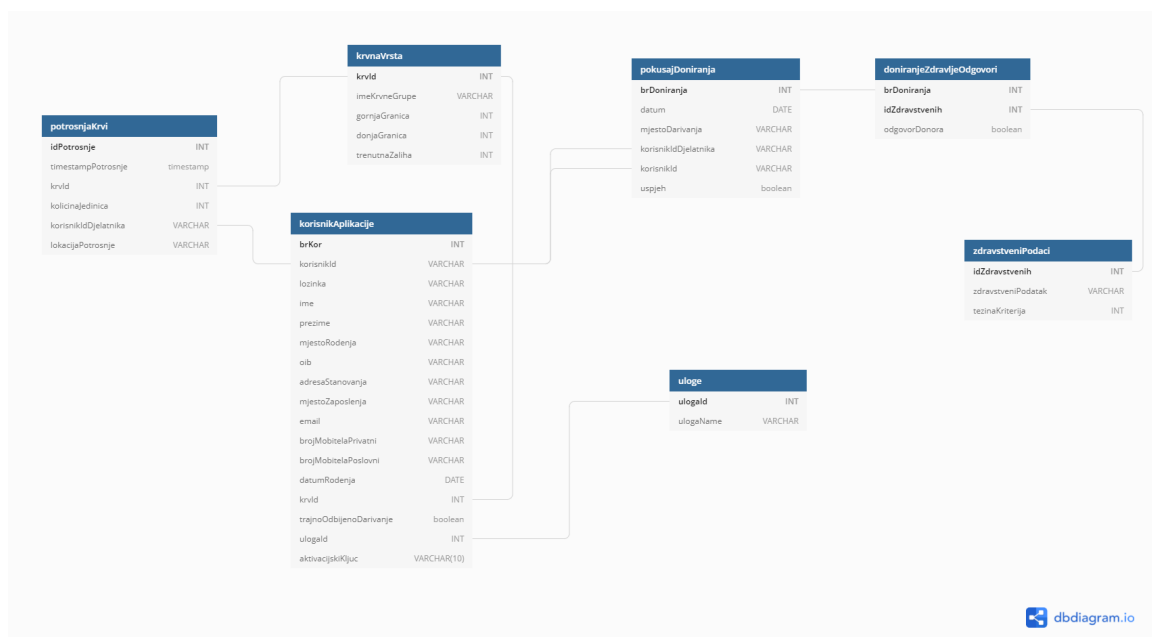 krvnaVrsta
krvId INT
imeKrvneGrupe VARCHAR
gornjaGranica INT
donjaGranica INT
trenutnaZaliha INT
pokusajDoniranja
brDoniranja INT
datum DATE
mjestoDarivanja VARCHAR
korisnikIdDjelatnika VARCHAR
korisnikId VARCHAR
uspjeh boolean
doniranjeZdravljeOdgovori
brDoniranja INT
idZdravstvenih INT
odgovorDonora boolean
potrosnjaKrvi
idPotrosnje INT
timestampPotrosnje timestamp
krvId INT
kolicinaJedinica INT
korisnikIdDjelatnika VARCHAR
lokacijaPotrosnje VARCHAR
korisnikAplikacije
brKor INT
korisnikId VARCHAR
lozinka VARCHAR
ime VARCHAR
prezime VARCHAR
mjestoRodenja VARCHAR
oib VARCHAR
adresaStanovanja VARCHAR
mjestoZaposlenja VARCHAR
email VARCHAR
brojMobitelaPrivatni VARCHAR
brojMobitelaPoslovni VARCHAR
datumRodenja DATE
krvId INT
trajnoOdbijenoDarivanje boolean
ulogaId INT
aktivacijskiKljuc VARCHAR(10)
zdravstveniPodaci
idZdravstvenih INT
zdravstveniPodatak VARCHAR
tezinaKriterija INT
uloge
ulogaId INT
ulogaName VARCHAR
dbdiagram.io